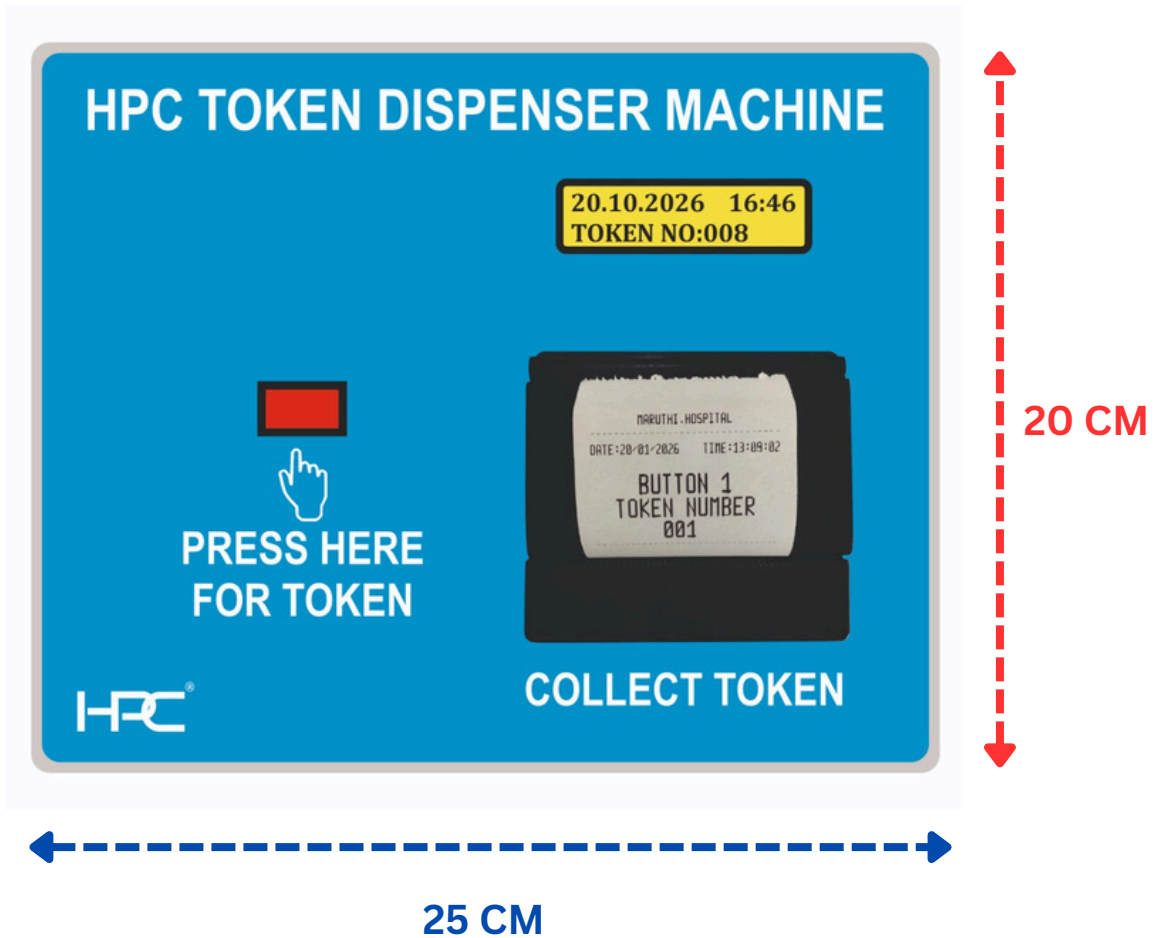 HPC TOKEN DISPENSER MACHINE
20.10.2026 16:46
TOKEN NO:008
MARUTHI.HOSPITAL
DATE:20/01/2026 TIME:13:09:02
BUTTON 1
TOKEN NUMBER
001
PRESS HERE
FOR TOKEN
COLLECT TOKEN
HPC®
20 CM
25 CM